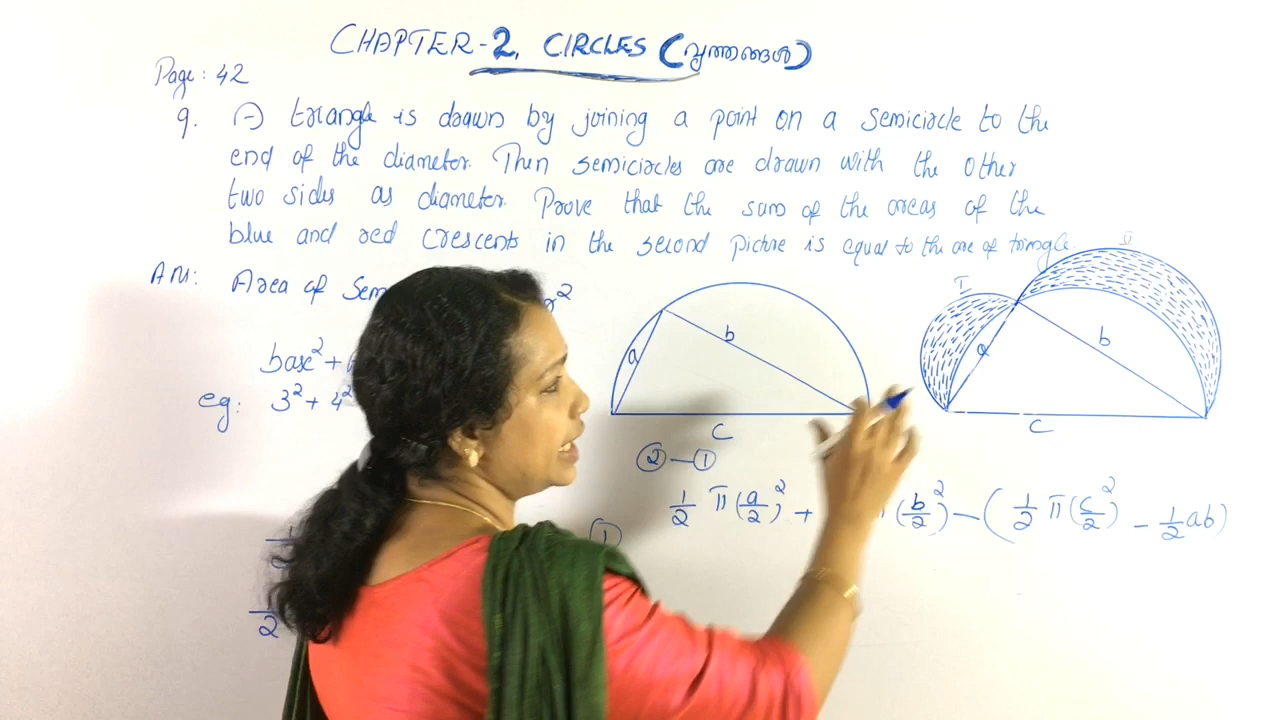 CHAPTER-2. CIRCLES (വൃത്തങ്ങൾ)
Page: 42
9. A triangle is drawn by joining a point on a semicircle to the
end of the diameter. Then semicircles are drawn with the other
two sides as diameter. Prove that the sum of the areas of the
blue and red crescents in the second picture is equal to the are of triangle.
Ans: Area of Sem
base² +
eg: 3² + 4²
a b
C
I II
a b
C
② — ①
½ π (a/2)² + (b/2)² — ( ½ π (c/2)² - ½ ab)
①